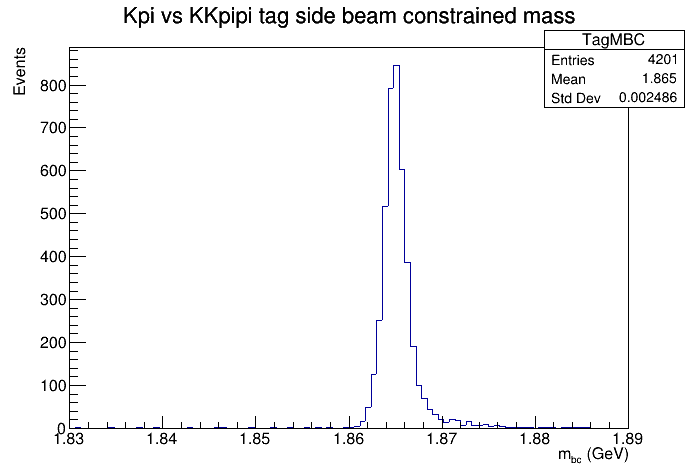 Kpi vs KKpipi tag side beam constrained mass
TagMBC
Entries 4201
Mean 1.865
Std Dev 0.002486
Events
800
700
600
500
400
300
200
100
0
1.83 1.84 1.85 1.86 1.87 1.88 1.89
m_bc (GeV)